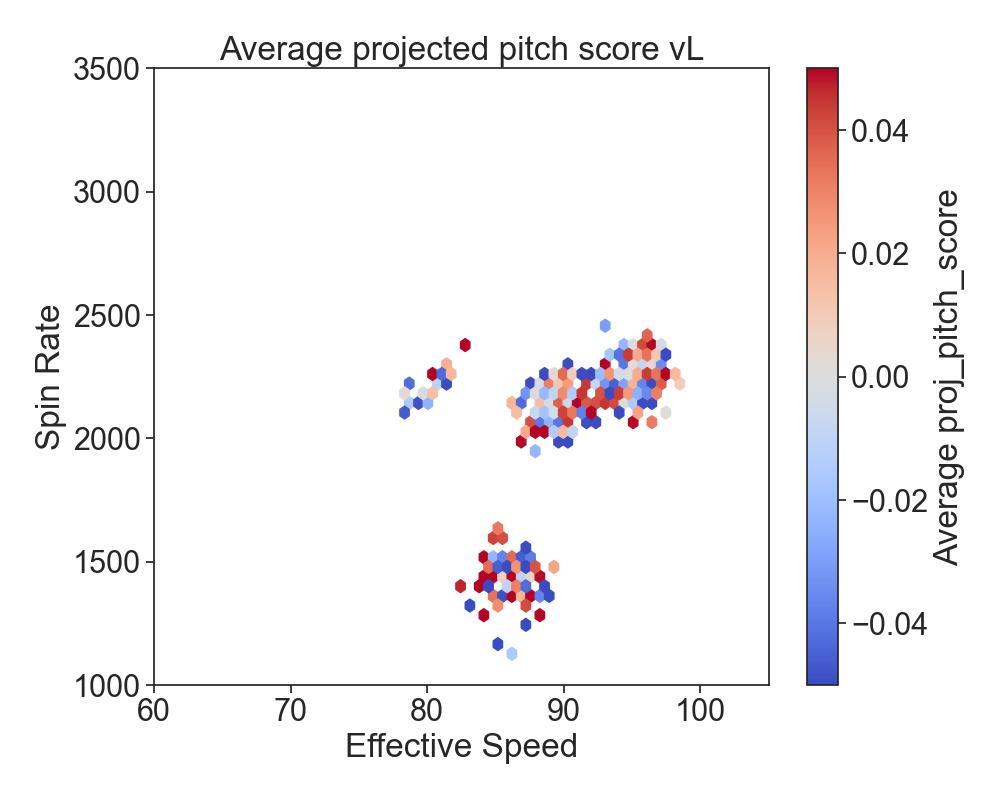 Average projected pitch score vL
3500
3000
2500
2000
1500
1000
Spin Rate
60 70 80 90 100
Effective Speed
0.04
0.02
0.00
−0.02
−0.04
Average proj_pitch_score